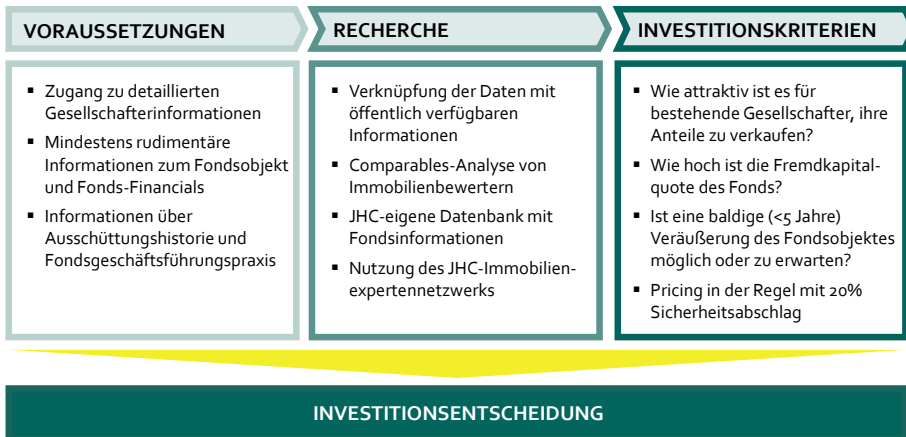 VORAUSSETZUNGEN
▪ Zugang zu detaillierten
Gesellschafterinformationen
▪ Mindestens rudimentäre
Informationen zum Fondsobjekt
und Fonds-Financials
▪ Informationen über
Ausschüttungshistorie und
Fondsgeschäftsführungspraxis
RECHERCHE
▪ Verknüpfung der Daten mit
öffentlich verfügbaren
Informationen
▪ Comparables-Analyse von
Immobilienbewertern
▪ JHC-eigene Datenbank mit
Fondsinformationen
▪ Nutzung des JHC-Immobilien-
expertennetzwerks
INVESTITIONSKRITERIEN
▪ Wie attraktiv ist es für
bestehende Gesellschafter, ihre
Anteile zu verkaufen?
▪ Wie hoch ist die Fremdkapital-
quote des Fonds?
▪ Ist eine baldige (<5 Jahre)
Veräußerung des Fondsobjektes
möglich oder zu erwarten?
▪ Pricing in der Regel mit 20%
Sicherheitsabschlag
INVESTITIONSENTSCHEIDUNG